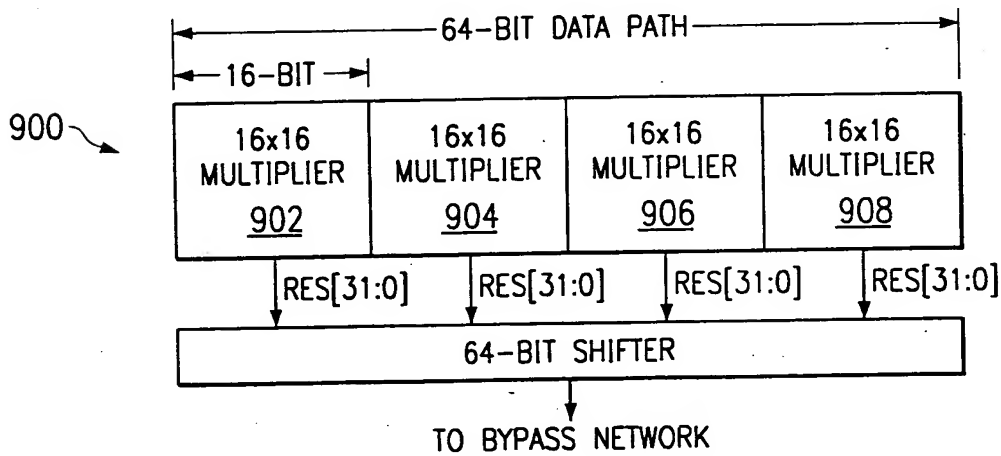 64-BIT DATA PATH
16-BIT
900
16x16 MULTIPLIER 902
16x16 MULTIPLIER 904
16x16 MULTIPLIER 906
16x16 MULTIPLIER 908
RES[31:0]
RES[31:0]
RES[31:0]
RES[31:0]
64-BIT SHIFTER
TO BYPASS NETWORK